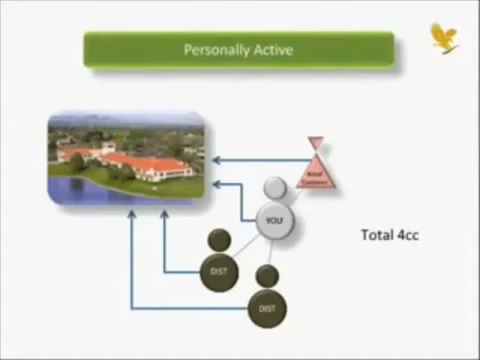 Personally Active
Retail
Customer
YOU
Total 4cc
DIST
DIST